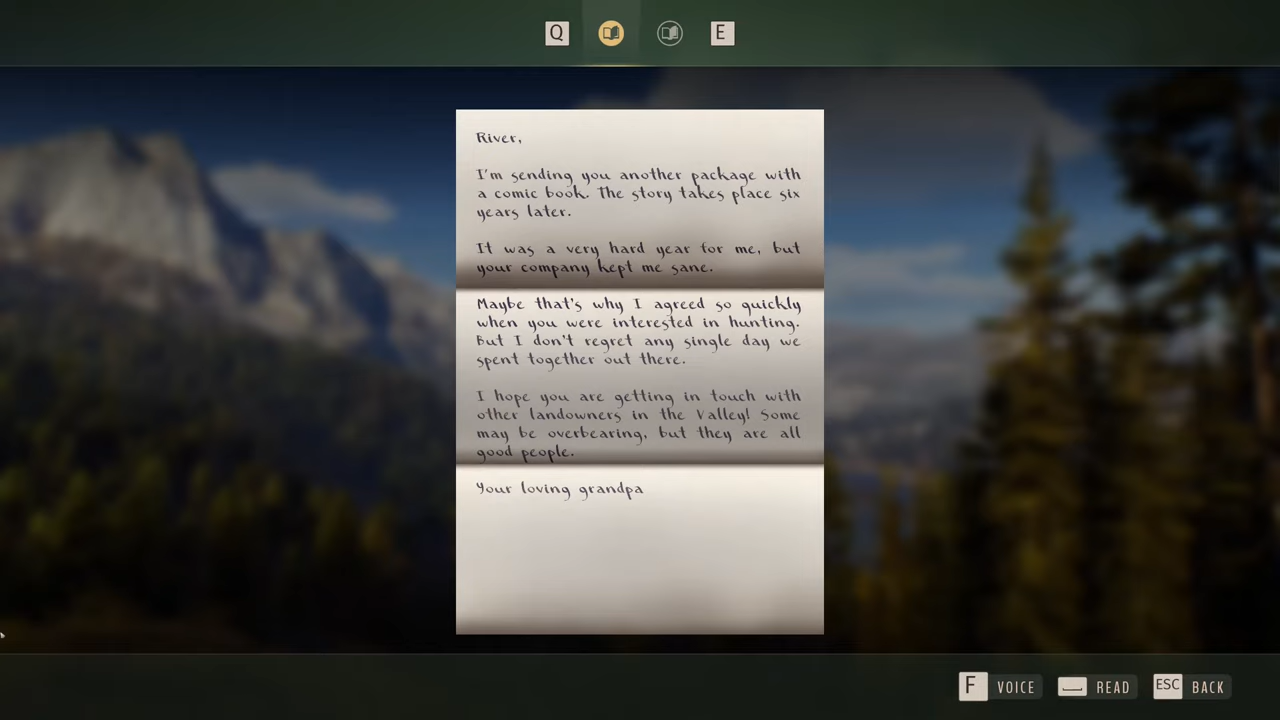 Q E
River,
I'm sending you another package with
a comic book. The story takes place six
years later.
It was a very hard year for me, but
your company kept me sane.
Maybe that's why I agreed so quickly
when you were interested in hunting.
But I don't regret any single day we
spent together out there.
I hope you are getting in touch with
other landowners in the Valley! Some
may be overbearing, but they are all
good people.
Your loving grandpa
F VOICE READ ESC BACK